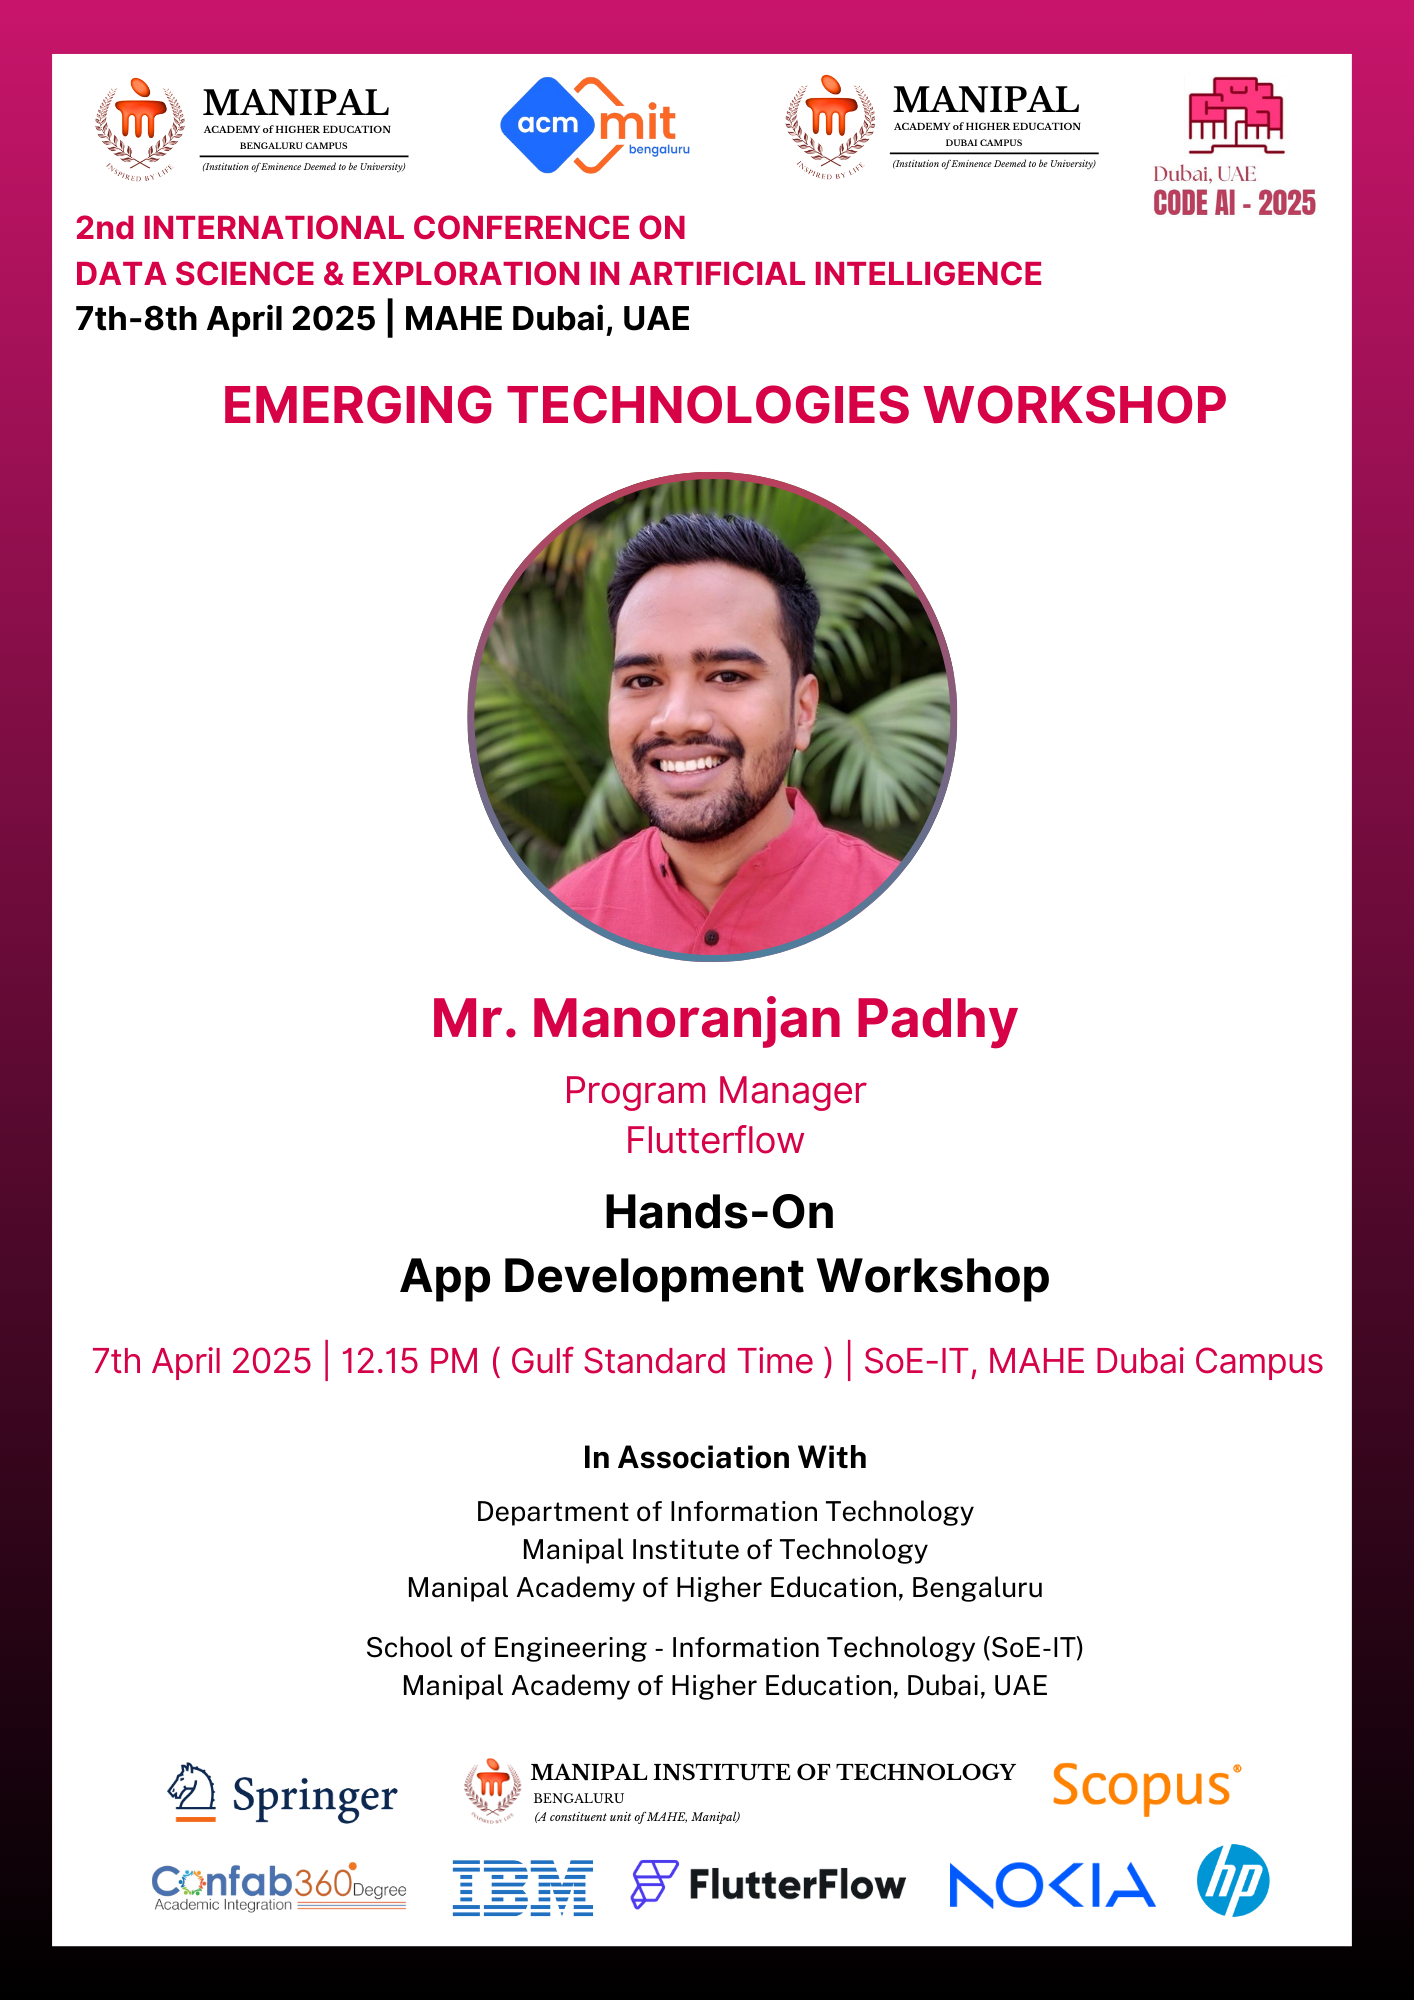 MANIPAL
ACADEMY of HIGHER EDUCATION
BENGALURU CAMPUS
(Institution of Eminence Deemed to be University)
INSPIRED BY LIFE
acm mit
bengaluru
MANIPAL
ACADEMY of HIGHER EDUCATION
DUBAI CAMPUS
(Institution of Eminence Deemed to be University)
INSPIRED BY LIFE
Dubai, UAE
CODE AI - 2025
2nd INTERNATIONAL CONFERENCE ON
DATA SCIENCE & EXPLORATION IN ARTIFICIAL INTELLIGENCE
7th-8th April 2025 | MAHE Dubai, UAE
EMERGING TECHNOLOGIES WORKSHOP
Mr. Manoranjan Padhy
Program Manager
Flutterflow
Hands-On
App Development Workshop
7th April 2025 | 12.15 PM ( Gulf Standard Time ) | SoE-IT, MAHE Dubai Campus
In Association With
Department of Information Technology
Manipal Institute of Technology
Manipal Academy of Higher Education, Bengaluru
School of Engineering - Information Technology (SoE-IT)
Manipal Academy of Higher Education, Dubai, UAE
Springer
MANIPAL INSTITUTE OF TECHNOLOGY
BENGALURU
(A constituent unit of MAHE, Manipal)
INSPIRED BY LIFE
Scopus®
Confab360°Degree
Academic Integration
IBM
FlutterFlow
NOKIA
hp